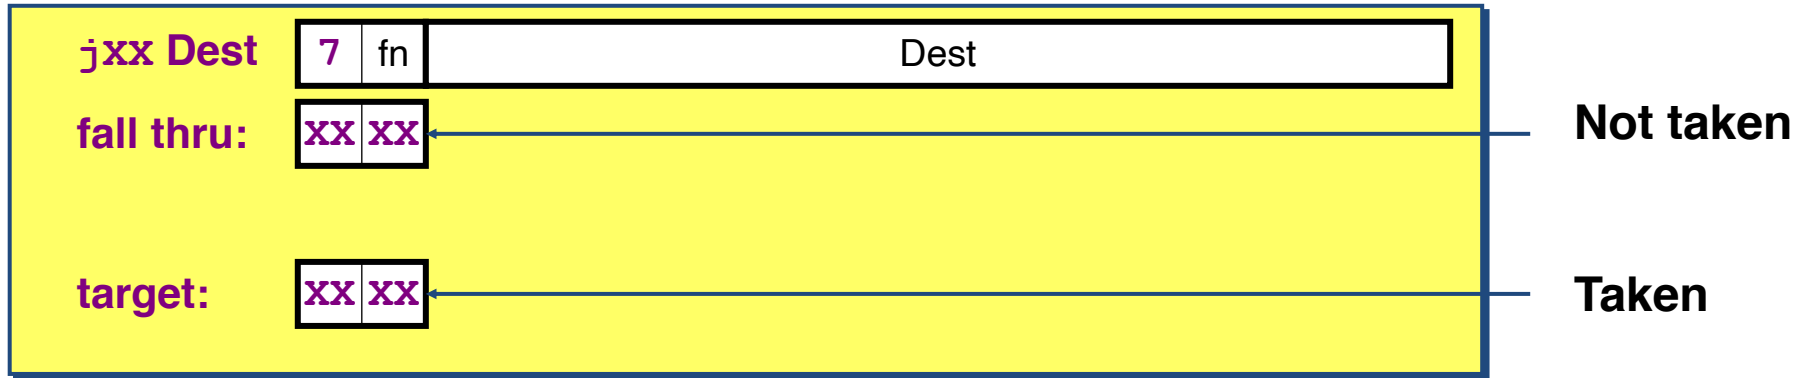 jxx Dest 7 fn Dest
fall thru: XX XX Not taken
target: XX XX Taken